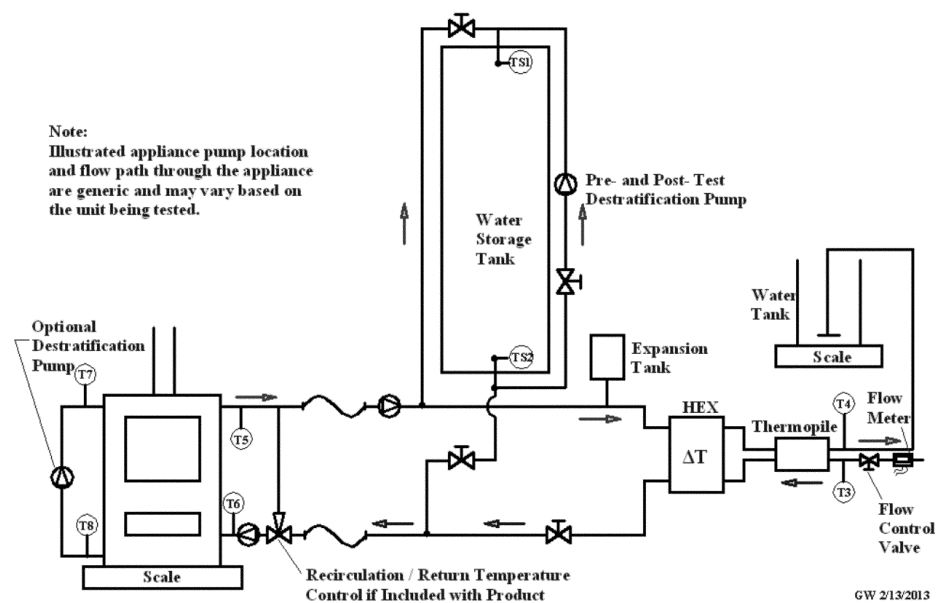 TS1
Note:
Illustrated appliance pump location
and flow path through the appliance
are generic and may vary based on
the unit being tested.
Pre- and Post- Test
Destratification Pump
Water
Storage
Tank
Water
Tank
Scale
Optional
Destratification
Pump
T7
TS2
Expansion
Tank
HEX
ΔT
Thermopile
T4
Flow
Meter
T5
T6
T8
T3
Flow
Control
Valve
Scale
Recirculation / Return Temperature
Control if Included with Product
GW 2/13/2013